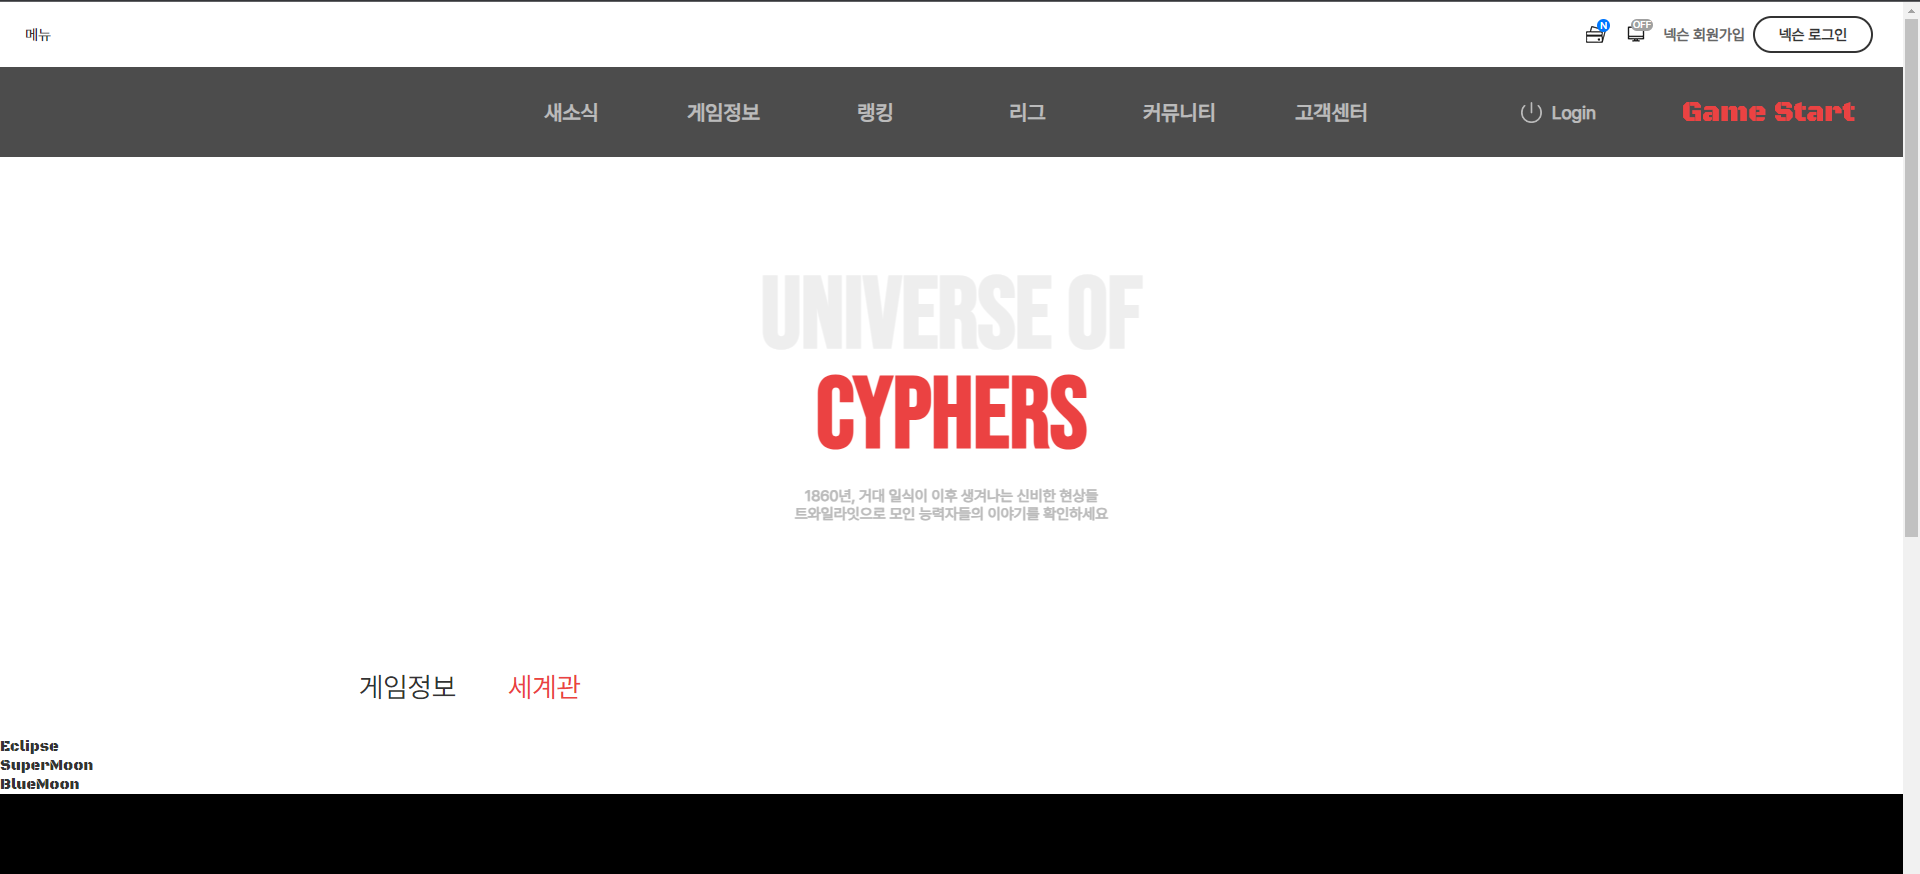 메뉴
N
OFF
넥슨 회원가입
넥슨 로그인
새소식
게임정보
랭킹
리그
커뮤니티
고객센터
Login
Game Start
UNIVERSE OF
CYPHERS
1860년, 거대 일식이 이후 생겨나는 신비한 현상들
트와일라잇으로 모인 능력자들의 이야기를 확인하세요
게임정보
세계관
Eclipse
SuperMoon
BlueMoon